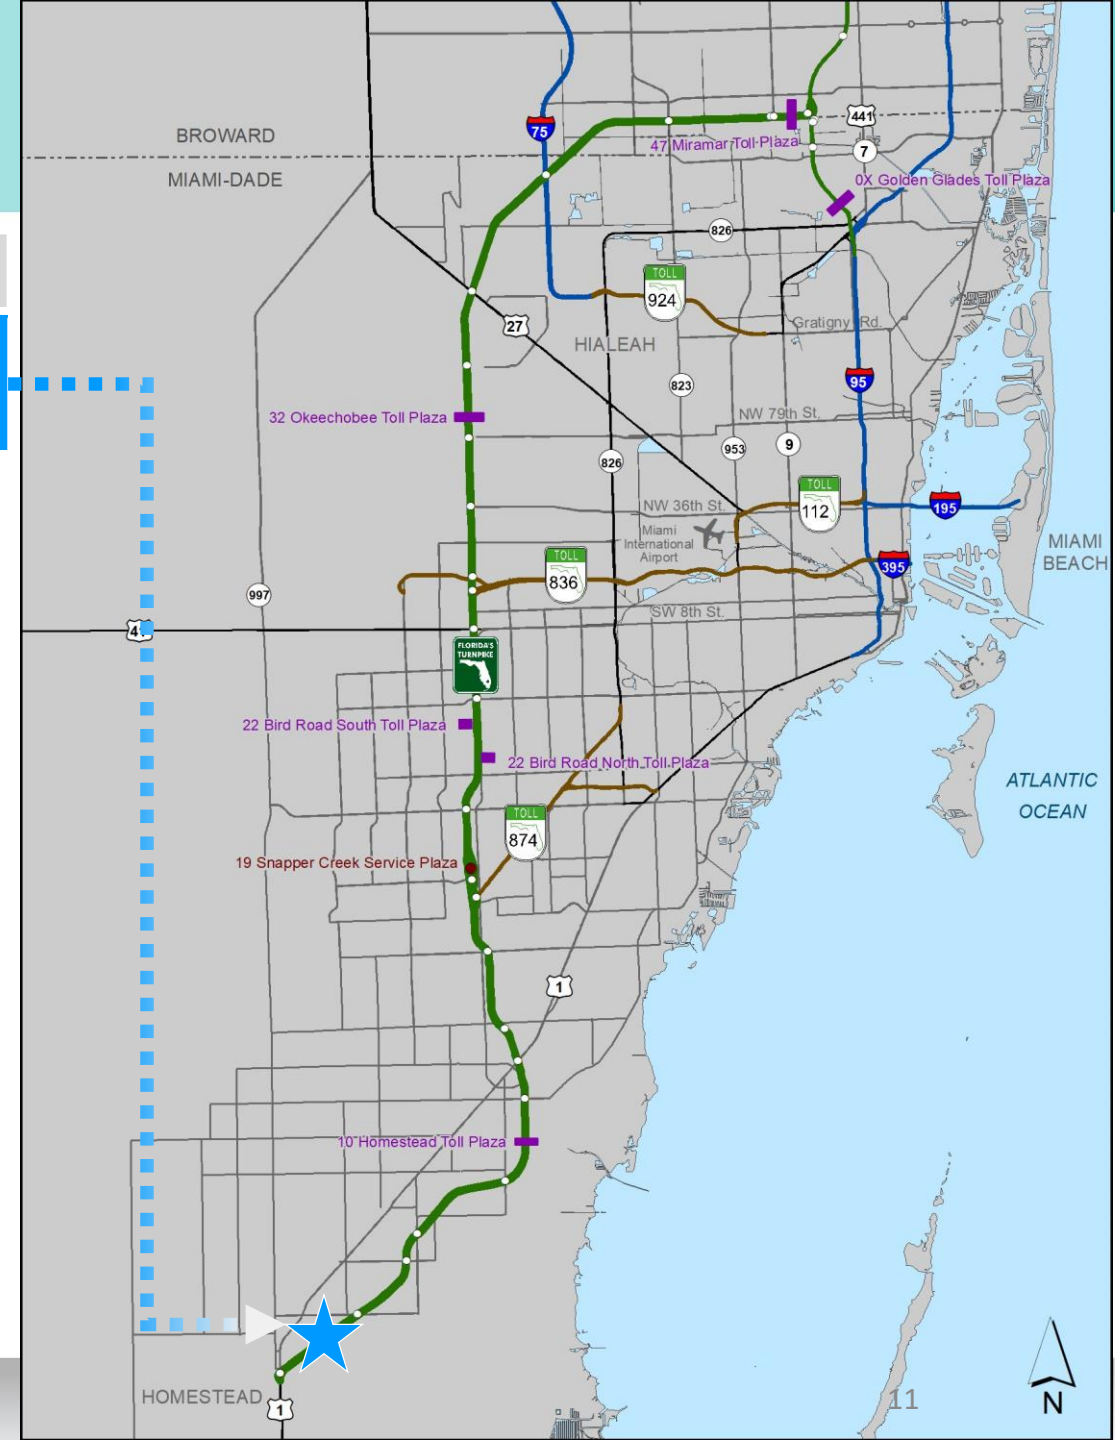 75
441
BROWARD
47 Miramar Toll Plaza
7
MIAMI-DADE
0X Golden Glades Toll Plaza
826
TOLL
924
27
Gratigny Rd.
HIALEAH
95
823
32 Okeechobee Toll Plaza
NW 79th St.
9
953
826
TOLL
112
NW 36th St.
195
Miami
International
Airport
MIAMI
BEACH
TOLL
836
395
997
SW 8th St.
FLORIDA'S
TURNPIKE
22 Bird Road South Toll Plaza
22 Bird Road North Toll Plaza
ATLANTIC
OCEAN
TOLL
874
19 Snapper Creek Service Plaza
1
10 Homestead Toll Plaza
HOMESTEAD
1
11
N